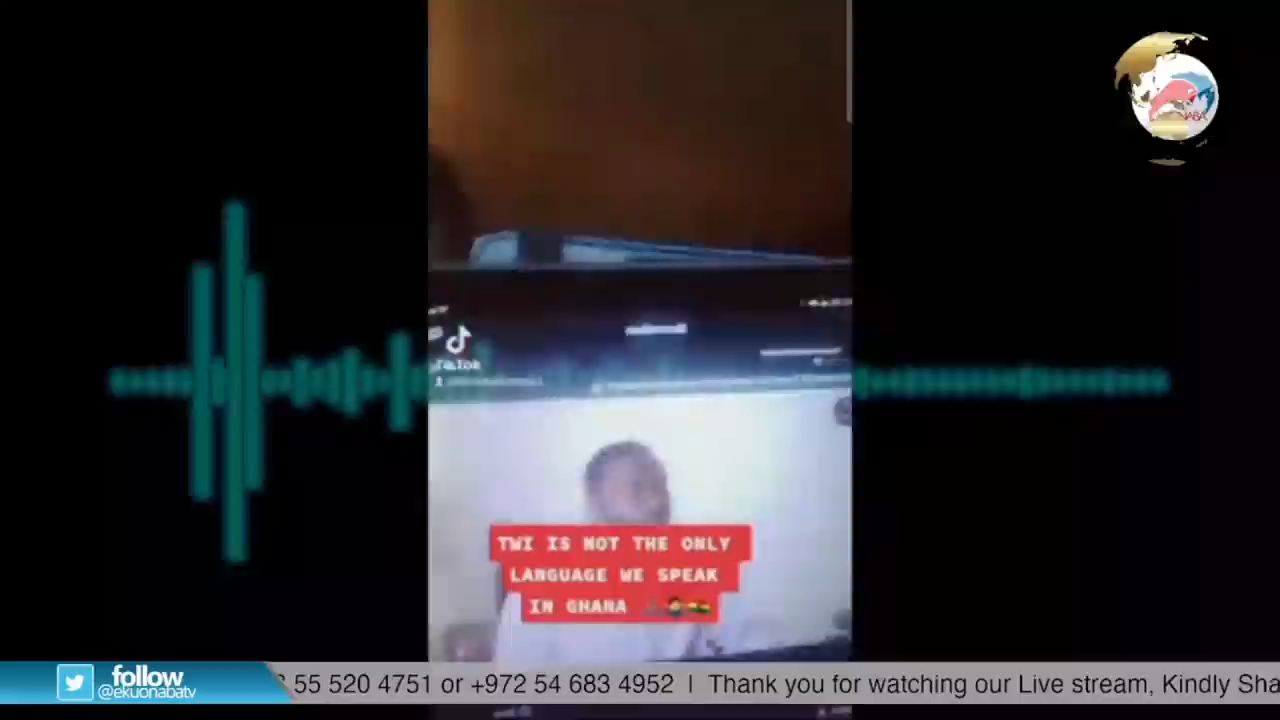 TikTok
TWI IS NOT THE ONLY
LANGUAGE WE SPEAK
IN GHANA 🇬🇭
follow
@ekuonabatv
55 520 4751 or +972 54 683 4952 | Thank you for watching our Live stream, Kindly Sha